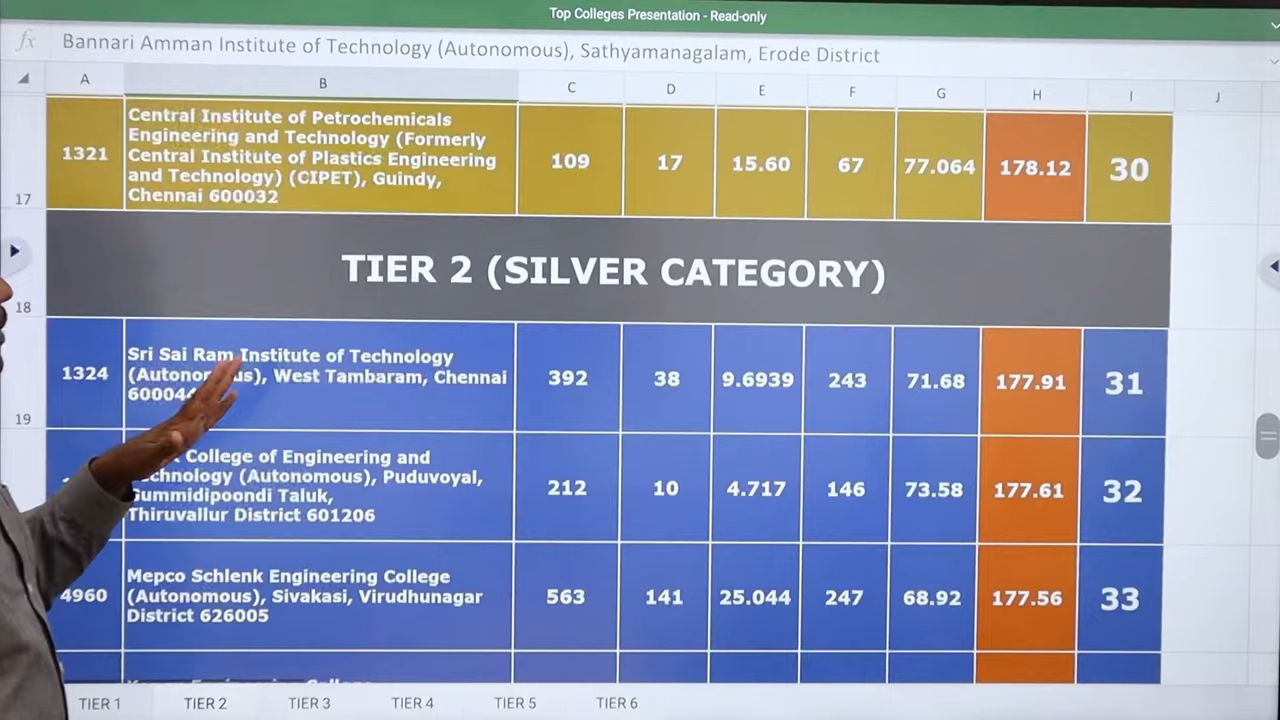 Top Colleges Presentation - Read-only
fx Bannari Amman Institute of Technology (Autonomous), Sathyamanagalam, Erode District
A B C D E F G H I J
17 1321 Central Institute of Petrochemicals
Engineering and Technology (Formerly
Central Institute of Plastics Engineering
and Technology) (CIPET), Guindy,
Chennai 600032
109 17 15.60 67 77.064 178.12 30
18 TIER 2 (SILVER CATEGORY)
19 1324 Sri Sai Ram Institute of Technology
West Tambaram, Chennai
392 38 9.6939 243 71.68 177.91 31
College of Engineering and
(Autonomous), Puduvoyal,
Gummidipoondi Taluk,
Thiruvallur District 601206
212 10 4.717 146 73.58 177.61 32
4960 Mepco Schlenk Engineering College
(Autonomous), Sivakasi, Virudhunagar
District 626005
563 141 25.044 247 68.92 177.56 33
TIER 1 TIER 2 TIER 3 TIER 4 TIER 5 TIER 6